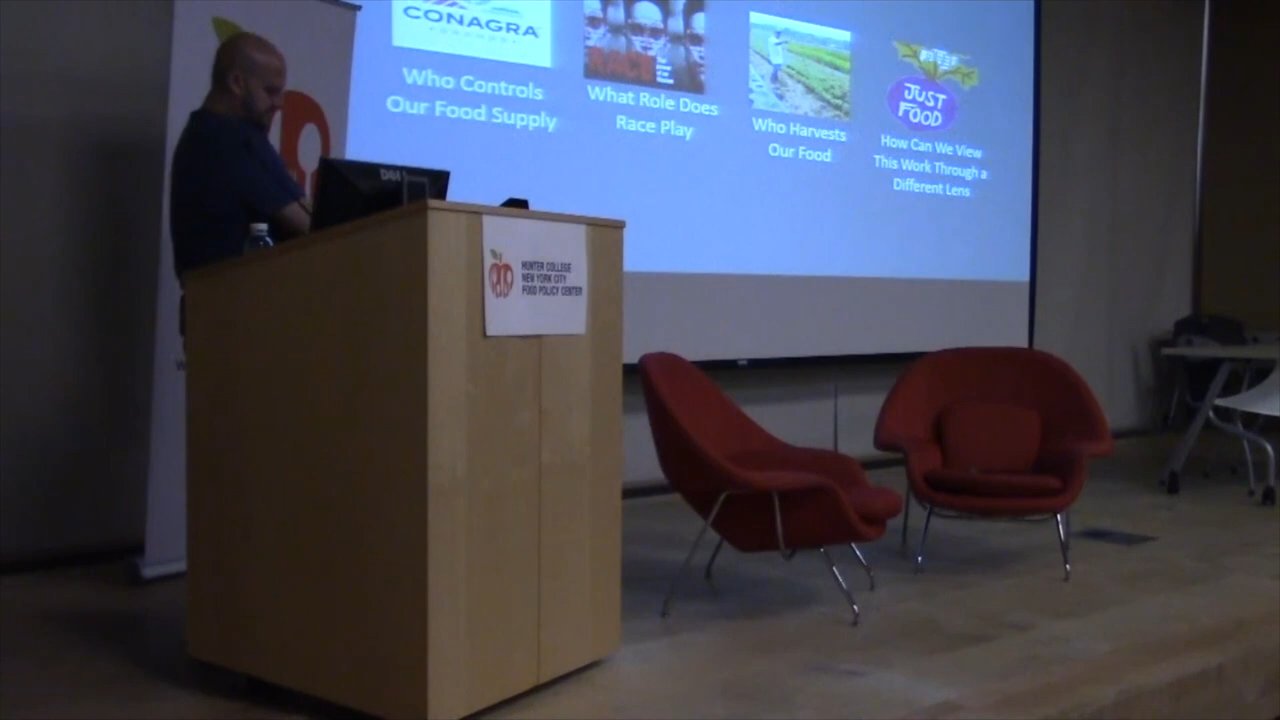 CONAGRA
Who Controls
Our Food Supply
RACE
What Role Does
Race Play
Who Harvests
Our Food
JUST
FOOD
How Can We View
This Work Through a
Different Lens
DELL
HUNTER COLLEGE
NEW YORK CITY
FOOD POLICY CENTER